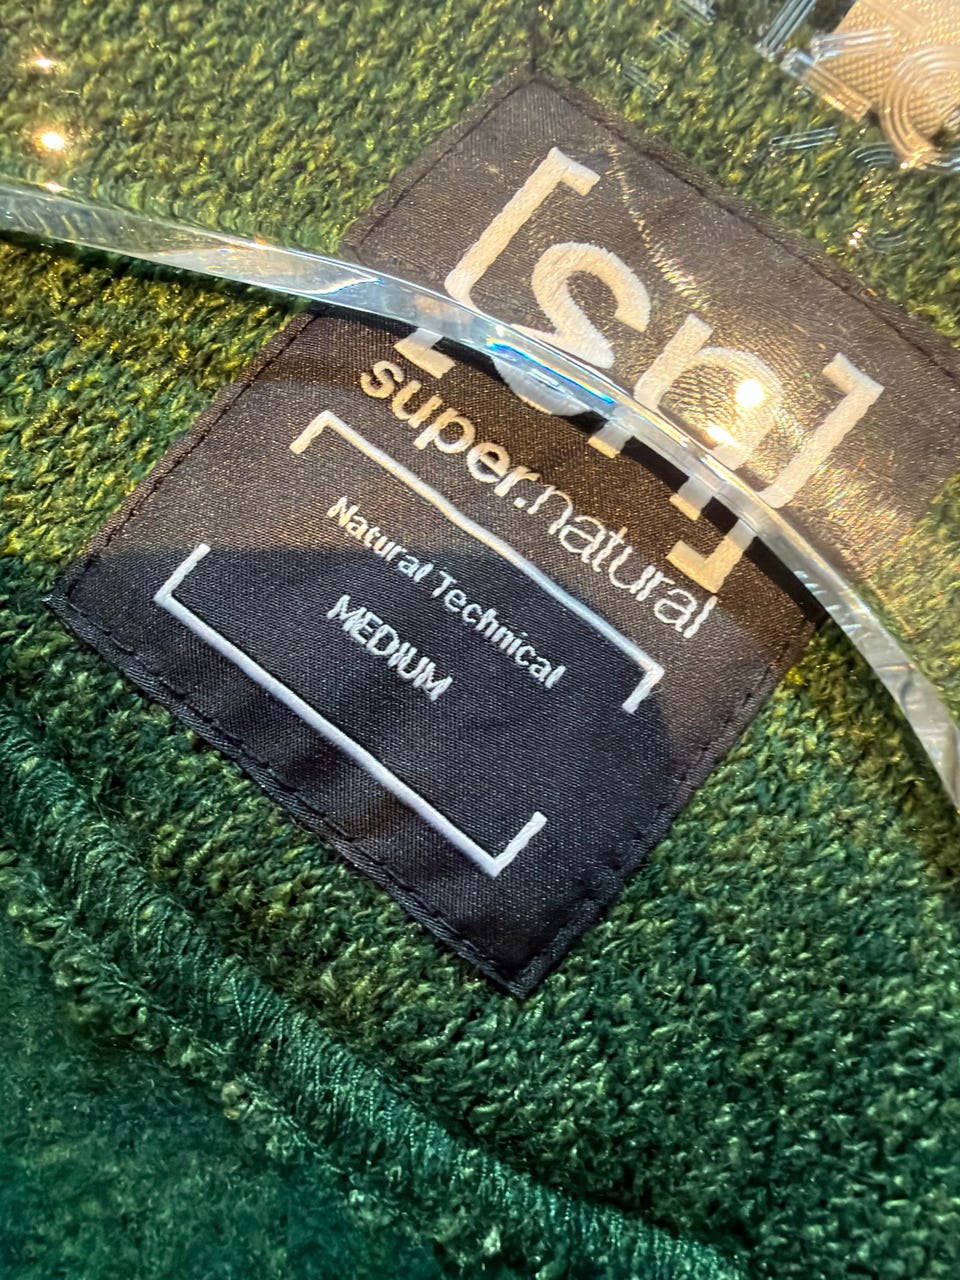 [sn]
super.natural
Natural Technical
MEDIUM